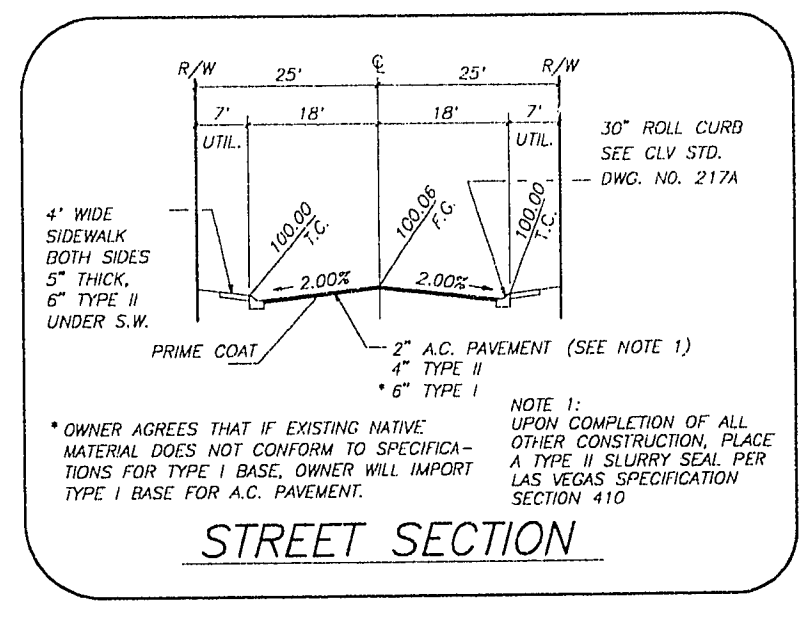 R/W ℄ R/W
25' 25'
7' 18' 18' 7'
UTIL. UTIL.
30" ROLL CURB
SEE CLV STD.
DWG. NO. 217A
4' WIDE
SIDEWALK
BOTH SIDES
5" THICK,
6" TYPE II
UNDER S.W.
100.00
T.C.
100.06
F.G.
100.00
T.C.
2.00% 2.00%
PRIME COAT
2" A.C. PAVEMENT (SEE NOTE 1)
4" TYPE II
* 6" TYPE I
* OWNER AGREES THAT IF EXISTING NATIVE
MATERIAL DOES NOT CONFORM TO SPECIFICA-
TIONS FOR TYPE I BASE, OWNER WILL IMPORT
TYPE I BASE FOR A.C. PAVEMENT.
NOTE 1:
UPON COMPLETION OF ALL
OTHER CONSTRUCTION, PLACE
A TYPE II SLURRY SEAL PER
LAS VEGAS SPECIFICATION
SECTION 410
STREET SECTION